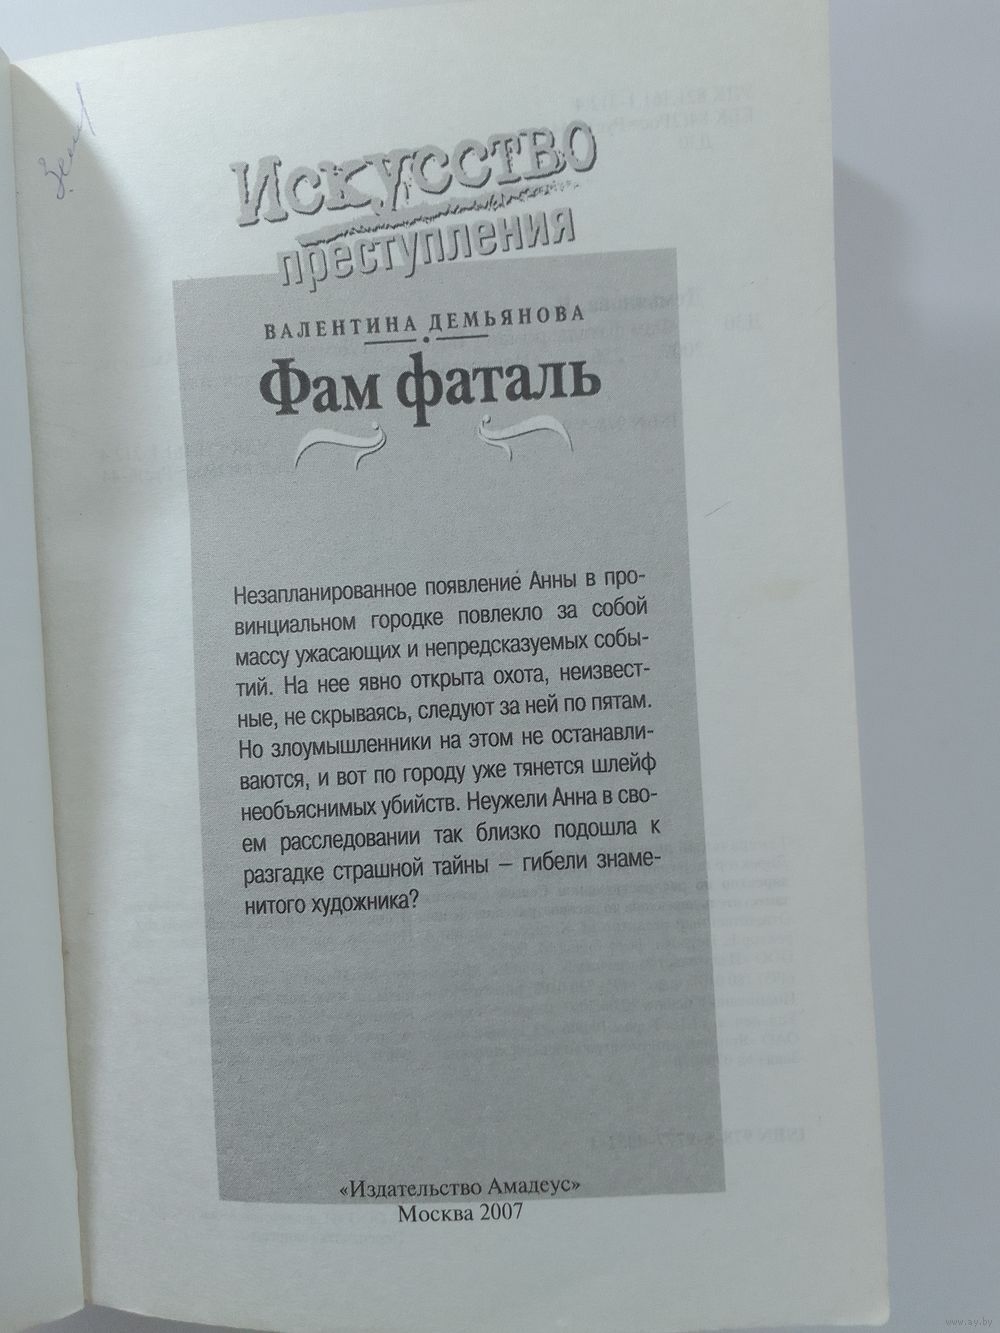 Искусство
преступления
ВАЛЕНТИНА ДЕМЬЯНОВА
Фам фаталь
Незапланированное появление Анны в про-
винциальном городке повлекло за собой
массу ужасающих и непредсказуемых собы-
тий. На нее явно открыта охота, неизвест-
ные, не скрываясь, следуют за ней по пятам.
Но злоумышленники на этом не останавли-
ваются, и вот по городу уже тянется шлейф
необъяснимых убийств. Неужели Анна в сво-
ем расследовании так близко подошла к
разгадке страшной тайны – гибели знаме-
нитого художника?
«Издательство Амадеус»
Москва 2007
www.ay.by